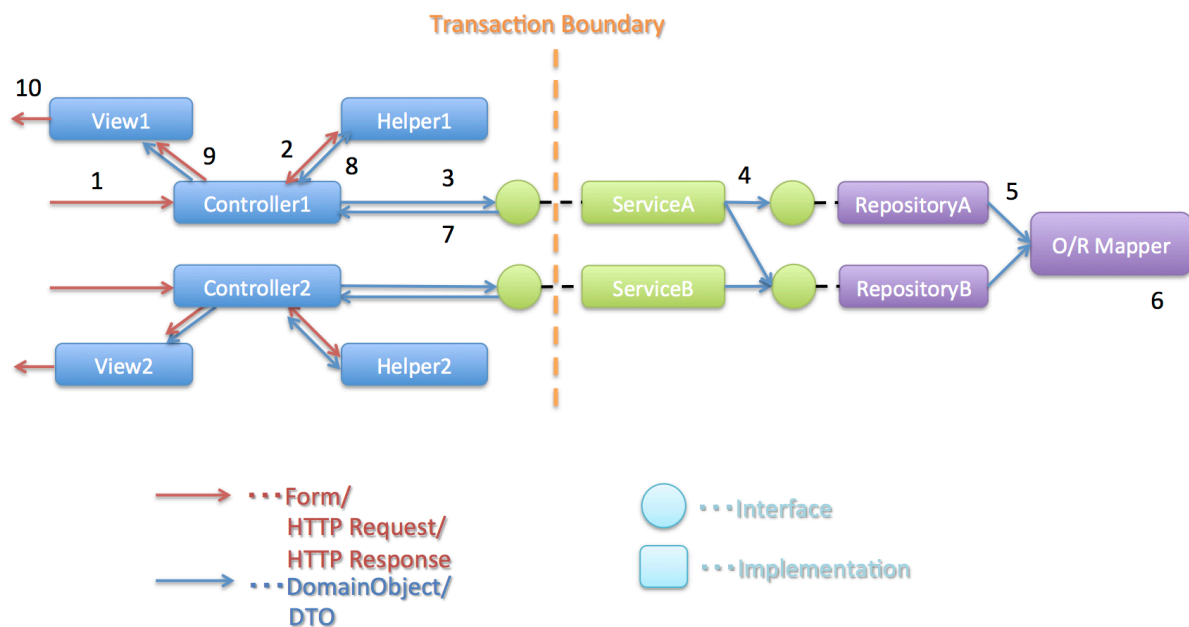 Transaction Boundary
10
View1
Helper1
9
2
8
1
3
4
5
Controller1
ServiceA
RepositoryA
7
O/R Mapper
Controller2
ServiceB
RepositoryB
6
View2
Helper2
･･･Form/
HTTP Request/
HTTP Response
･･･DomainObject/
DTO
･･･Interface
･･･Implementation